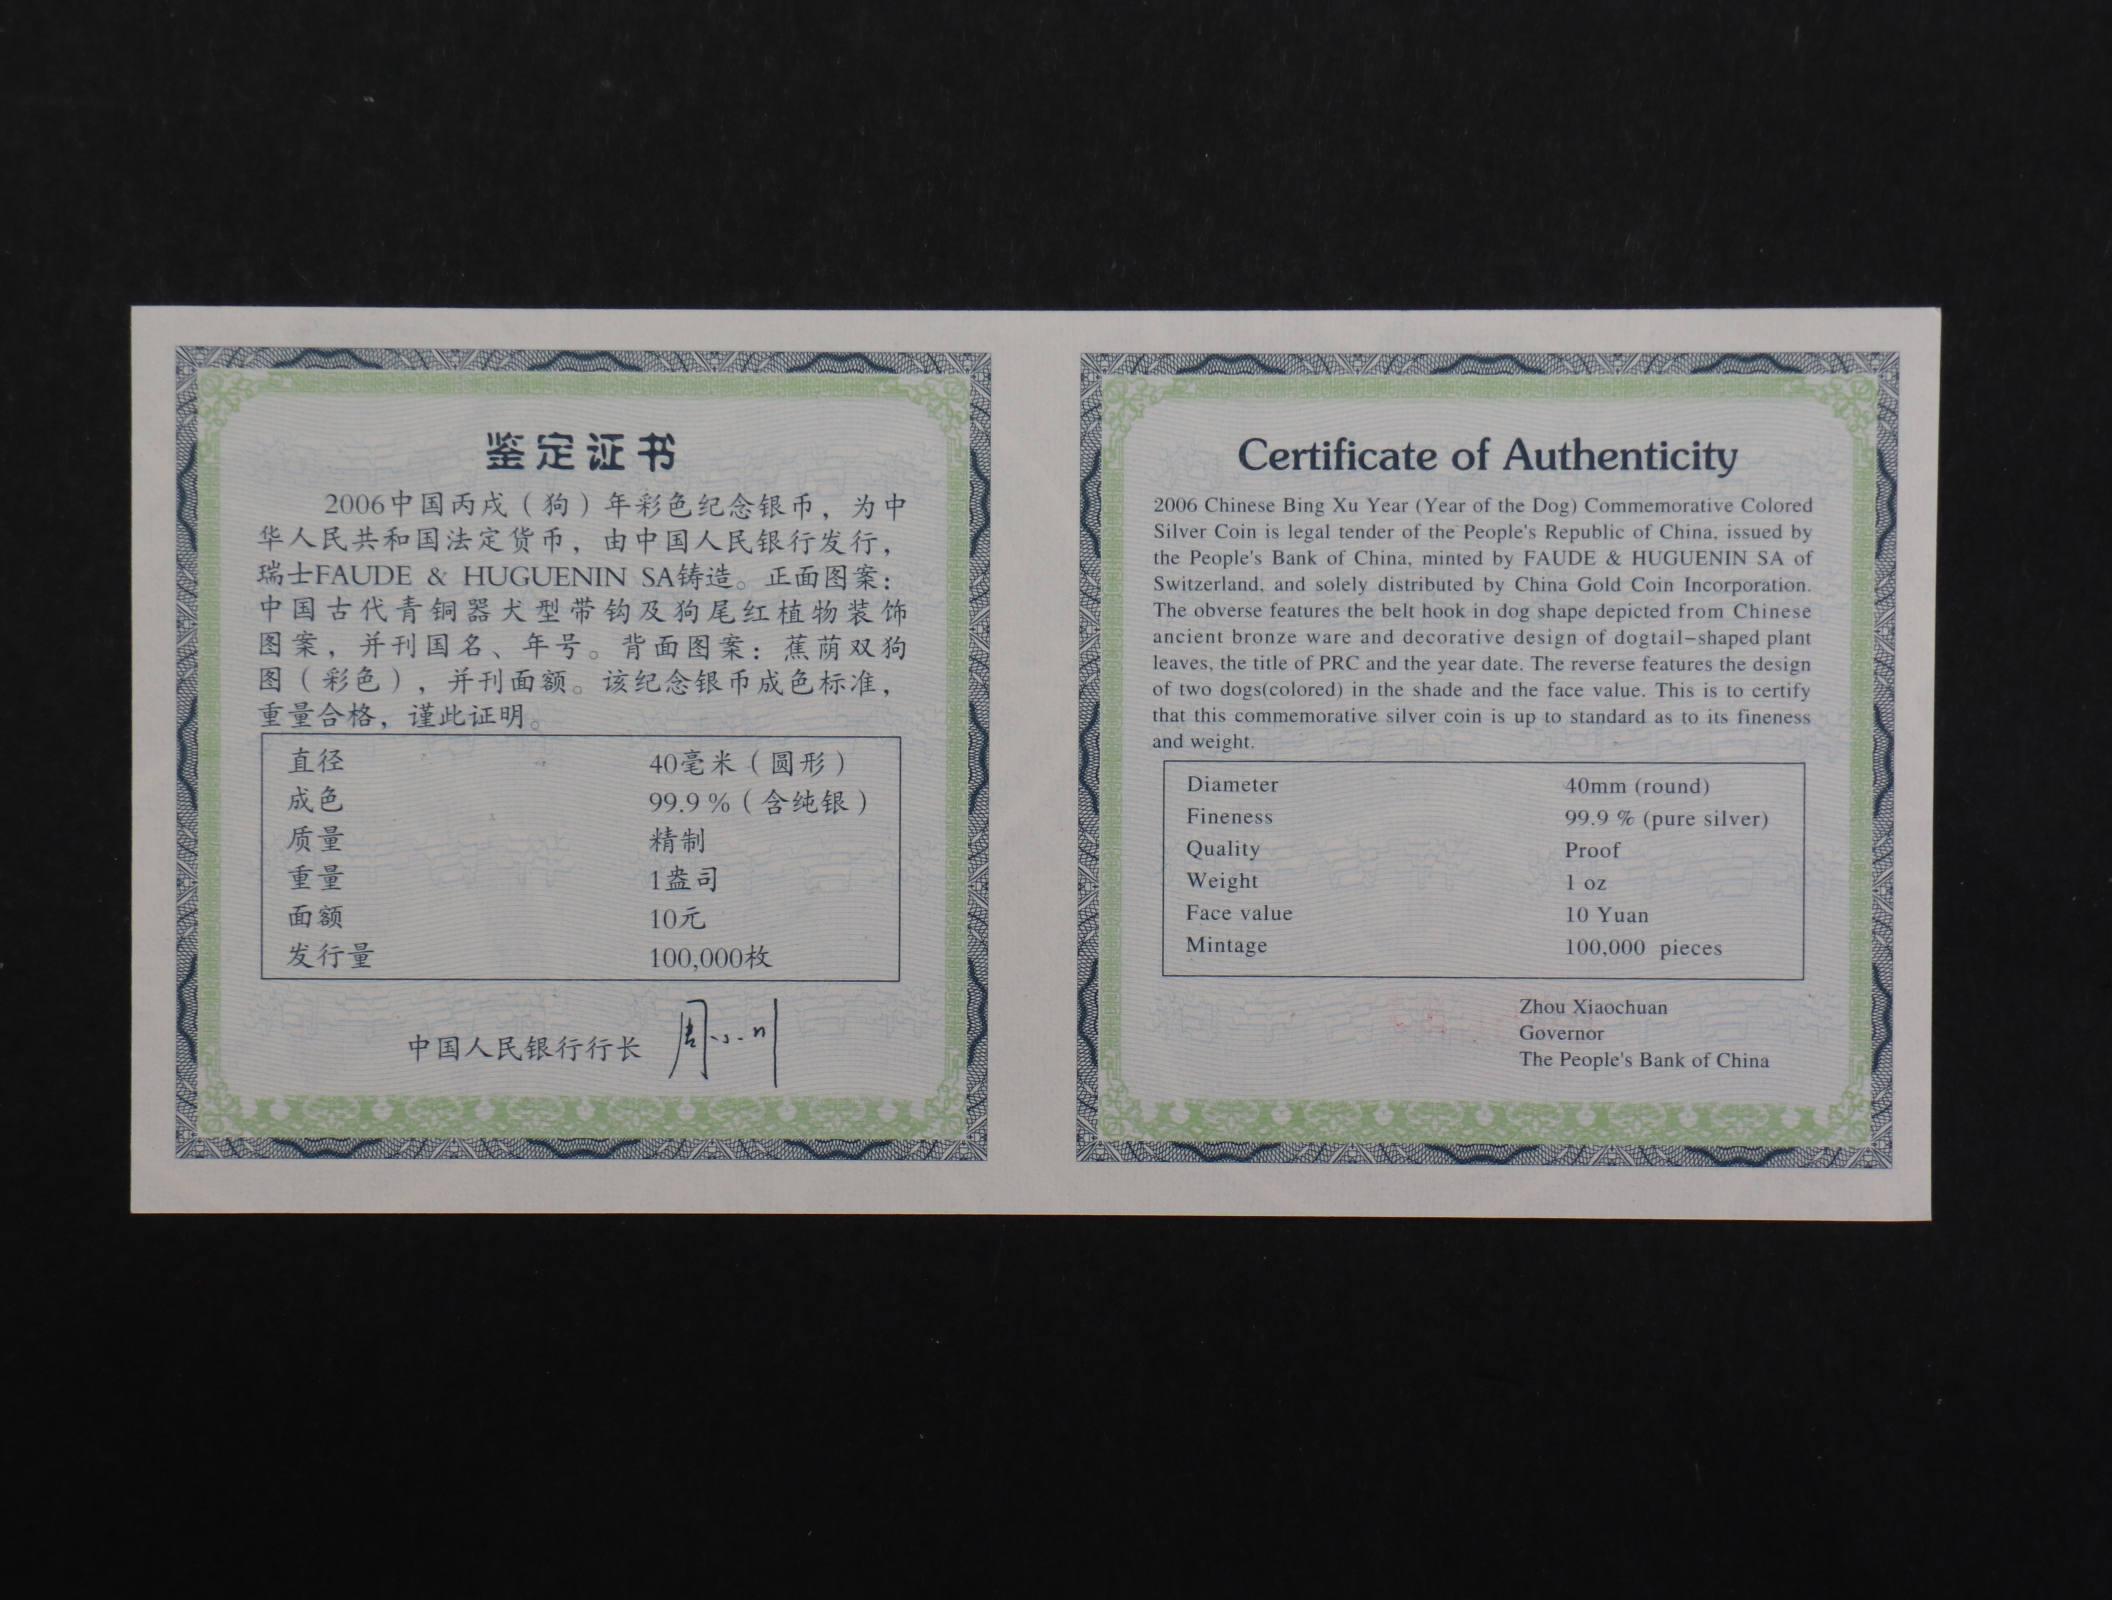 鉴定证书
2006中国丙戌（狗）年彩色纪念银币，为中
华人民共和国法定货币，由中国人民银行发行，
瑞士FAUDE & HUGUENIN SA铸造。正面图案：
中国古代青铜器犬型带钩及狗尾红植物装饰
图案，并刊国名、年号。背面图案：蕉荫双狗
图（彩色），并刊面额。该纪念银币成色标准，
重量合格，谨此证明。
直径 40毫米（圆形）
成色 99.9 %（含纯银）
质量 精制
重量 1盎司
面额 10元
发行量 100,000枚
中国人民银行行长 周小川
Certificate of Authenticity
2006 Chinese Bing Xu Year (Year of the Dog) Commemorative Colored
Silver Coin is legal tender of the People's Republic of China, issued by
the People's Bank of China, minted by FAUDE & HUGUENIN SA of
Switzerland, and solely distributed by China Gold Coin Incorporation.
The obverse features the belt hook in dog shape depicted from Chinese
ancient bronze ware and decorative design of dogtail-shaped plant
leaves, the title of PRC and the year date. The reverse features the design
of two dogs(colored) in the shade and the face value. This is to certify
that this commemorative silver coin is up to standard as to its fineness
and weight.
Diameter 40mm (round)
Fineness 99.9 % (pure silver)
Quality Proof
Weight 1 oz
Face value 10 Yuan
Mintage 100,000 pieces
Zhou Xiaochuan
Governor
The People's Bank of China